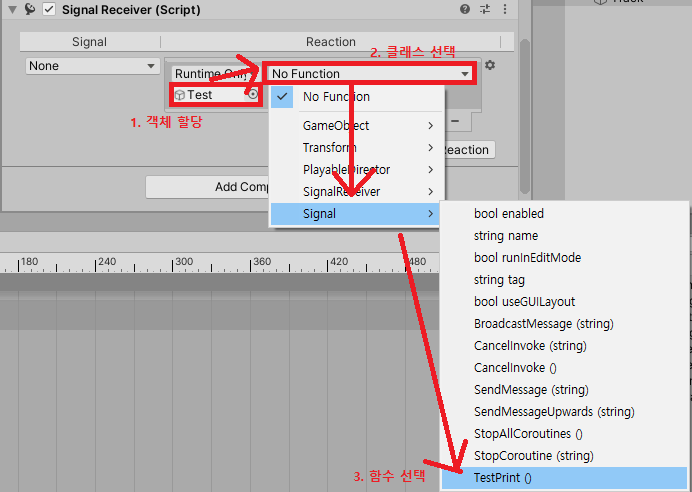 Track
Signal Receiver (Script)
Signal
Reaction
None
Runtime Only
No Function
2. 클래스 선택
Test
1. 객체 할당
No Function
GameObject
Transform
PlayableDirector
SignalReceiver
Signal
Reaction
Add Comp
180
240
300
360
420
480
bool enabled
string name
bool runInEditMode
string tag
bool useGUILayout
BroadcastMessage (string)
CancelInvoke (string)
CancelInvoke ()
SendMessage (string)
SendMessageUpwards (string)
StopAllCoroutines ()
StopCoroutine (string)
TestPrint ()
3. 함수 선택